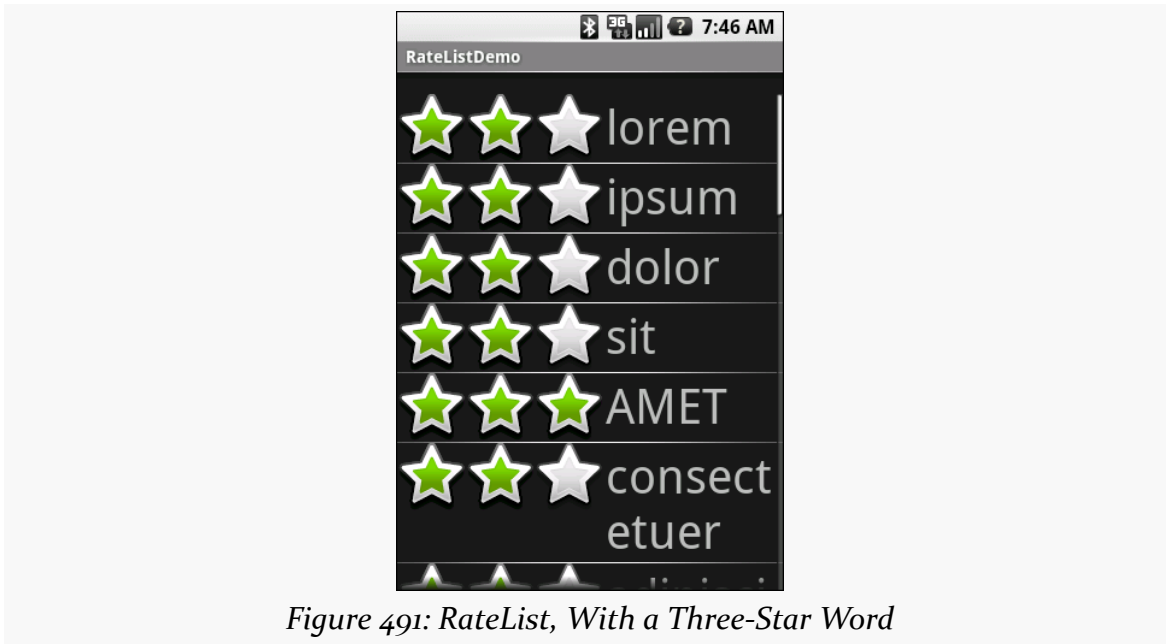 7:46 AM
RateListDemo
lorem
ipsum
dolor
sit
AMET
consect
etuer
Figure 491: RateList, With a Three-Star Word